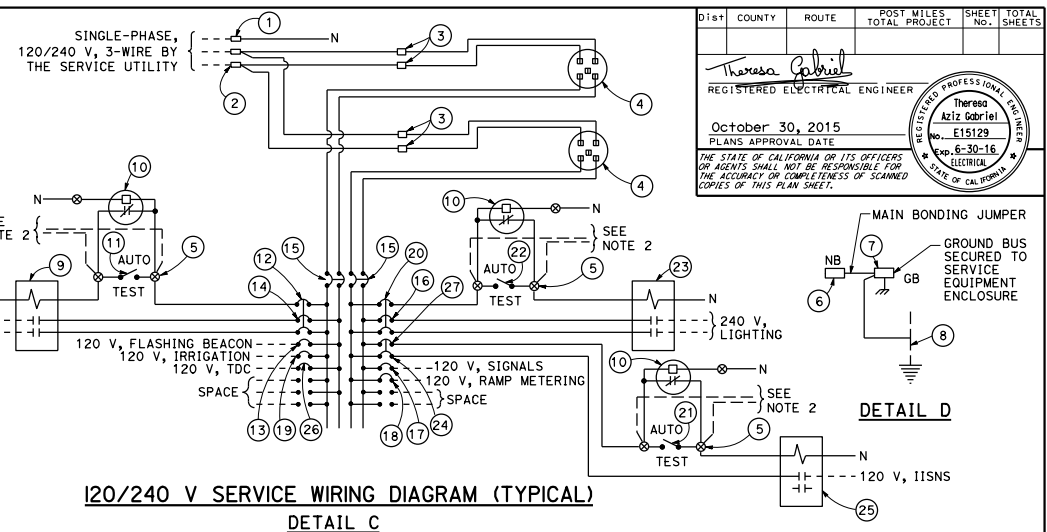 SINGLE-PHASE,
120/240 V, 3-WIRE BY
THE SERVICE UTILITY
1
N
2
3
4
3
4
Dist COUNTY ROUTE POST MILES TOTAL PROJECT SHEET No. TOTAL SHEETS
Theresa Gabriel
REGISTERED ELECTRICAL ENGINEER
October 30, 2015
PLANS APPROVAL DATE
THE STATE OF CALIFORNIA OR ITS OFFICERS
OR AGENTS SHALL NOT BE RESPONSIBLE FOR
THE ACCURACY OR COMPLETENESS OF SCANNED
COPIES OF THIS PLAN SHEET.
REGISTERED PROFESSIONAL ENGINEER
Theresa
Aziz Gabriel
No. E15129
Exp. 6-30-16
ELECTRICAL
STATE OF CALIFORNIA
10
N
TE 2
11
AUTO
TEST
5
9
12
14
15
15
20
16
27
10
N
SEE
NOTE 2
22
AUTO
TEST
5
23
N
240 V,
LIGHTING
120 V, FLASHING BEACON
120 V, IRRIGATION
120 V, TDC
SPACE
13
19
26
120 V, SIGNALS
120 V, RAMP METERING
SPACE
18
17
24
10
N
SEE
NOTE 2
21
AUTO
TEST
5
N
120 V, IISNS
25
MAIN BONDING JUMPER
NB
7
GB
6
GROUND BUS
SECURED TO
SERVICE
EQUIPMENT
ENCLOSURE
8
DETAIL D
120/240 V SERVICE WIRING DIAGRAM (TYPICAL)
DETAIL C